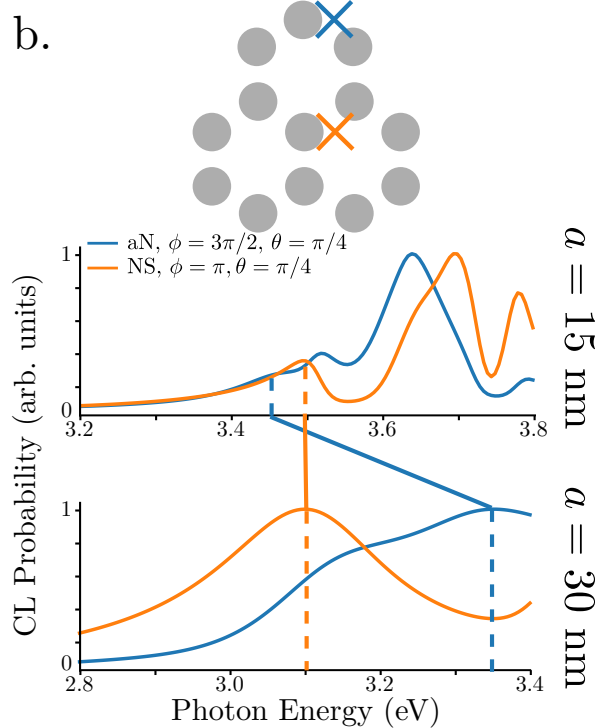 b.
aN, ϕ = 3π/2, θ = π/4
NS, ϕ = π, θ = π/4
1
0
3.2 3.4 3.6 3.8
a = 15 nm
CL Probability (arb. units)
1
0
2.8 3.0 3.2 3.4
a = 30 nm
Photon Energy (eV)